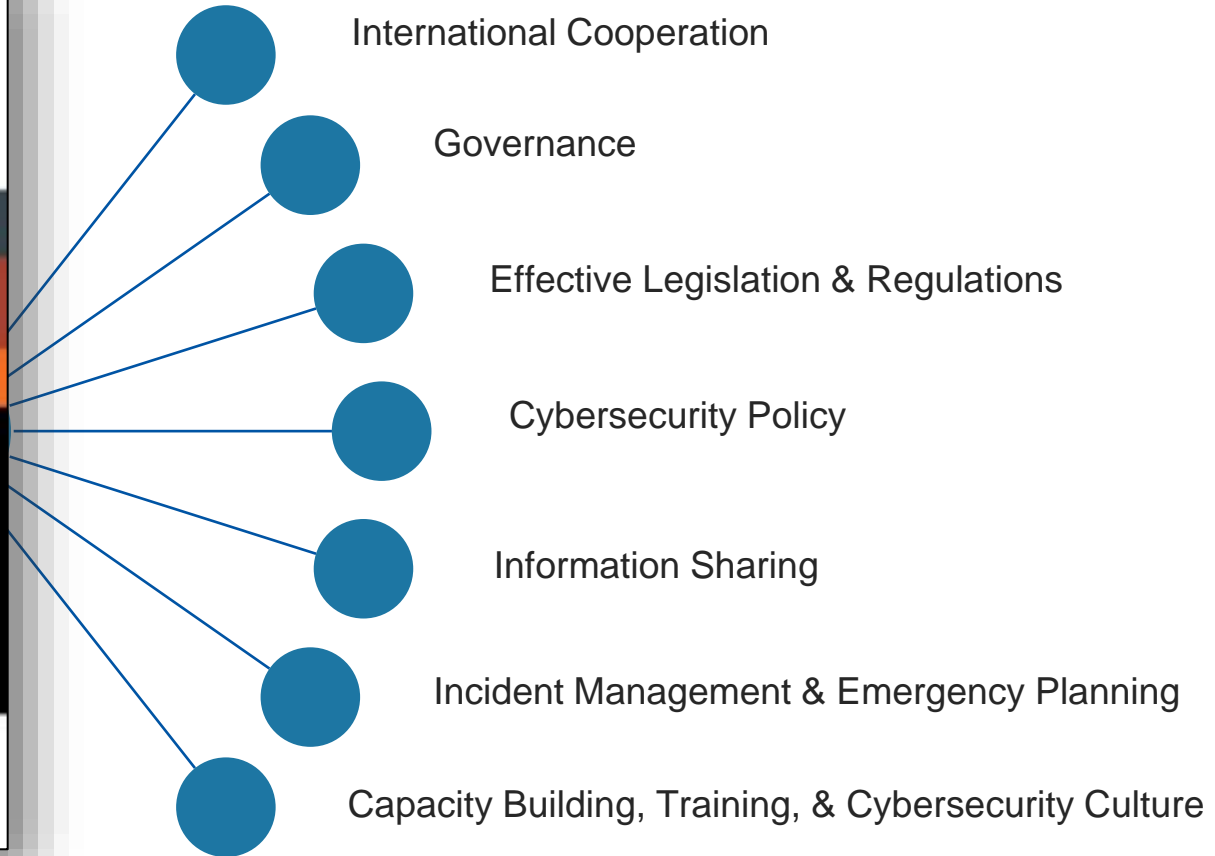 International Cooperation
Governance
Effective Legislation & Regulations
Cybersecurity Policy
Information Sharing
Incident Management & Emergency Planning
Capacity Building, Training, & Cybersecurity Culture